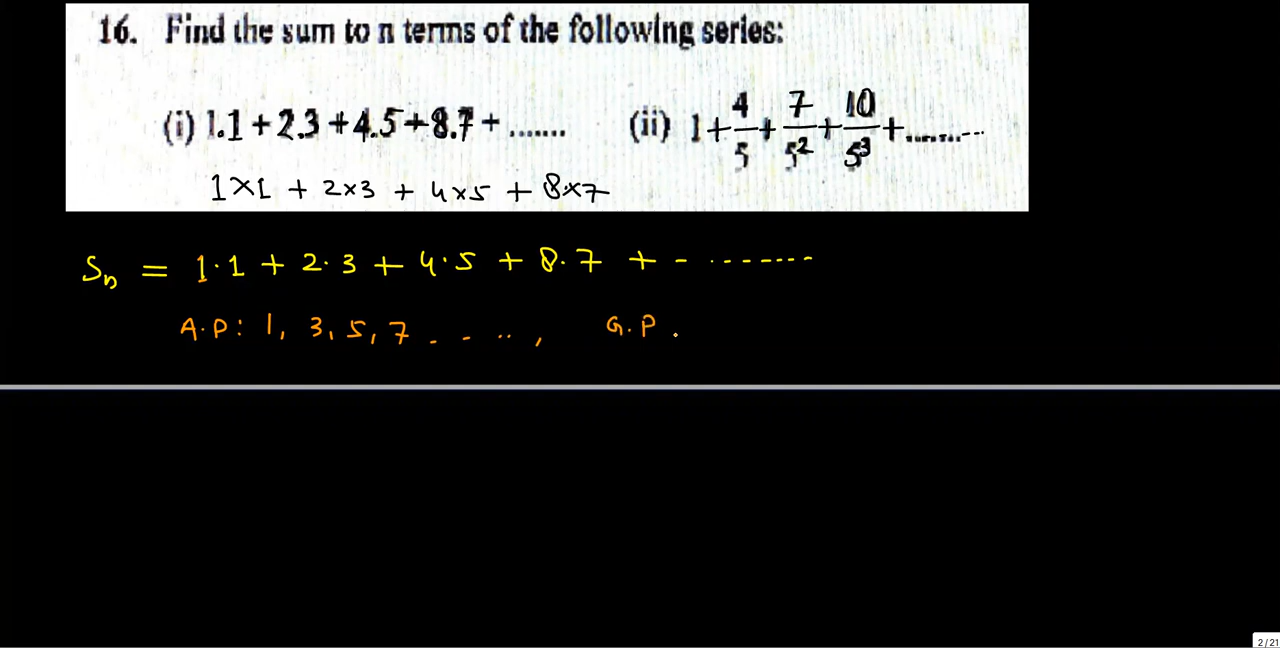 16. Find the sum to n terms of the following series:
(i) 1.1 + 2.3 + 4.5 + 8.7 + ....... (ii) 1 + 4/5 + 7/5² + 10/5³ + ..........
1×1 + 2×3 + 4×5 + 8×7
Sn = 1·1 + 2·3 + 4·5 + 8·7 + - .......
A.P: 1, 3, 5, 7 - - .. , G.P.
2/21